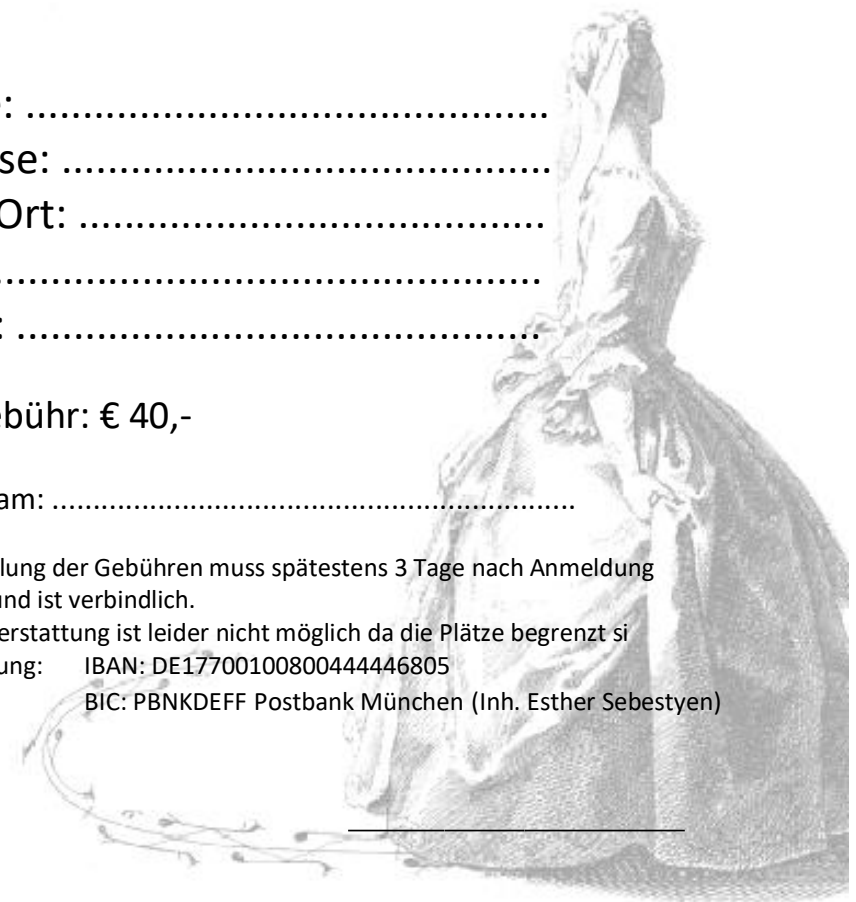 : ................................................
se: .............................................
Ort: ...........................................
..................................................
: ................................................
ebühr: € 40,-
am: ................................................................
lung der Gebühren muss spätestens 3 Tage nach Anmeldung
und ist verbindlich.
erstattung ist leider nicht möglich da die Plätze begrenzt si
ung: IBAN: DE17700100800444446805
BIC: PBNKDEFF Postbank München (Inh. Esther Sebestyen)